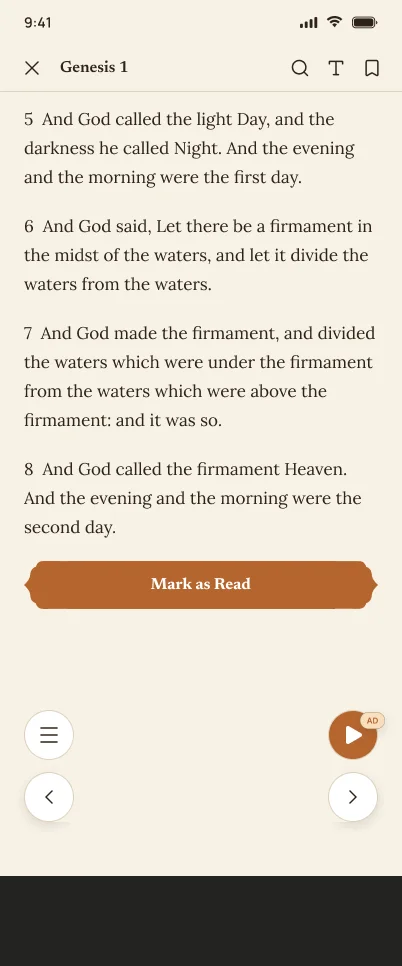 9:41
Genesis 1
5 And God called the light Day, and the
darkness he called Night. And the evening
and the morning were the first day.
6 And God said, Let there be a firmament in
the midst of the waters, and let it divide the
waters from the waters.
7 And God made the firmament, and divided
the waters which were under the firmament
from the waters which were above the
firmament: and it was so.
8 And God called the firmament Heaven.
And the evening and the morning were the
second day.
Mark as Read
AD